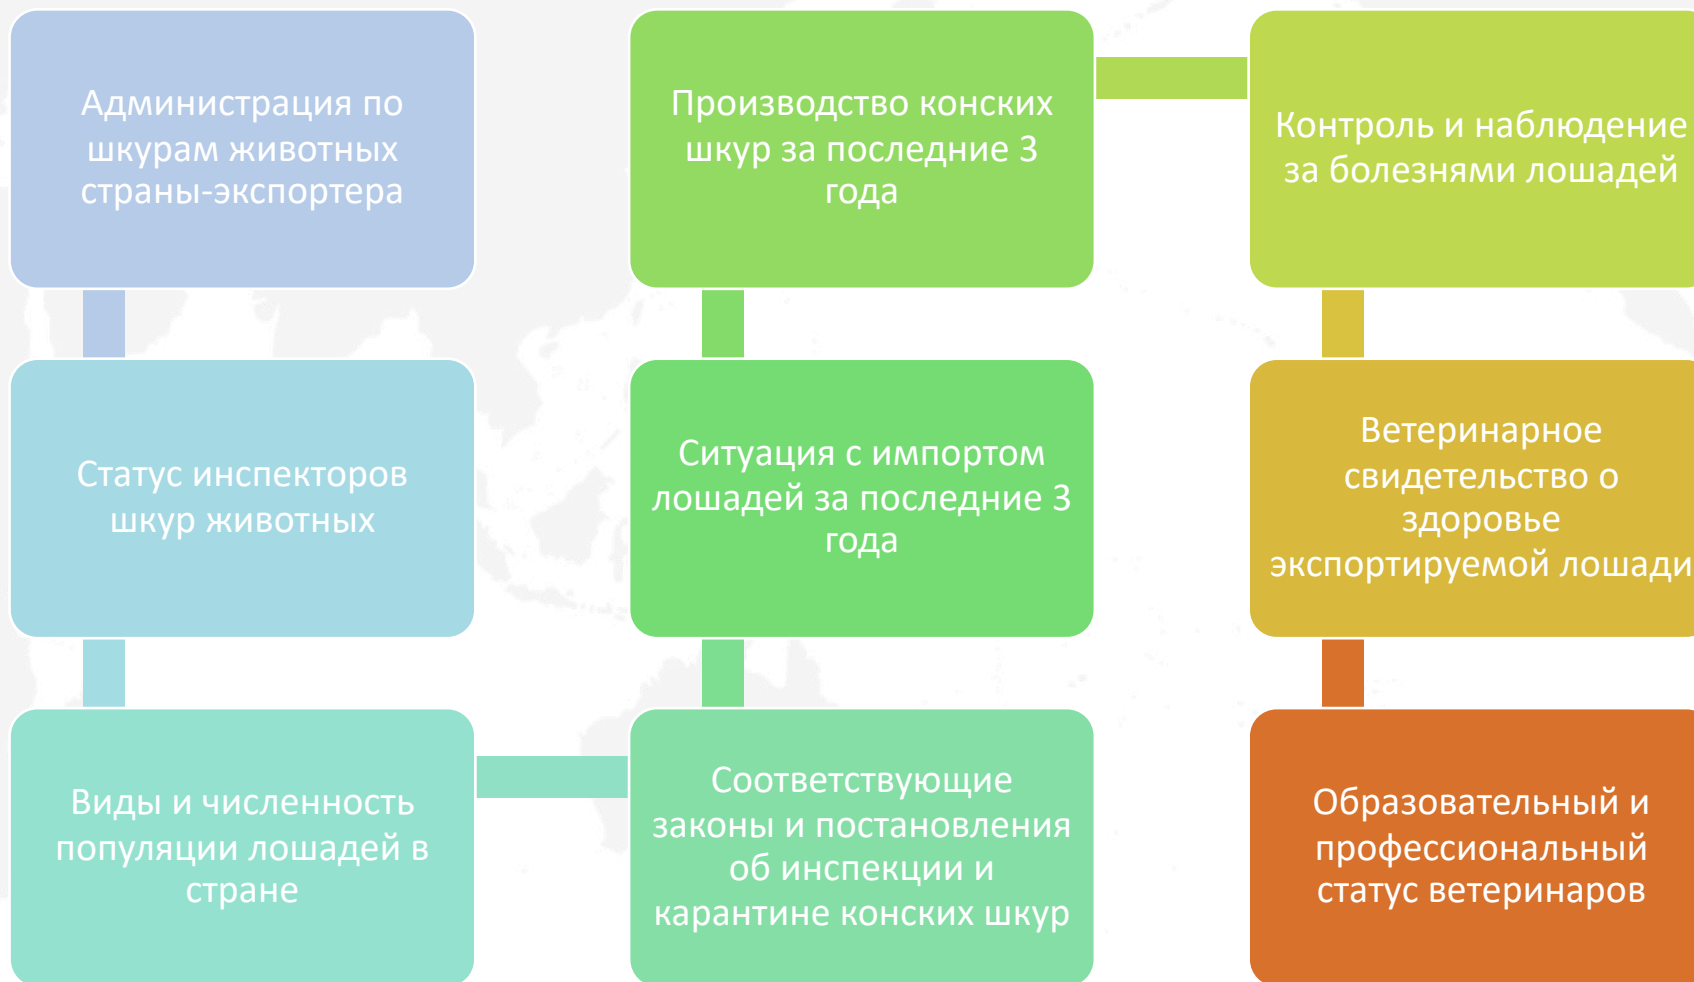 Администрация по
шкурам животных
страны-экспортера
Статус инспекторов
шкур животных
Виды и численность
популяции лошадей в
стране
Соответствующие
законы и постановления
об инспекции и
карантине конских шкур
Ситуация с импортом
лошадей за последние 3
года
Производство конских
шкур за последние 3
года
Контроль и наблюдение
за болезнями лошадей
Ветеринарное
свидетельство о
здоровье
экспортируемой лошади
Образовательный и
профессиональный
статус ветеринаров